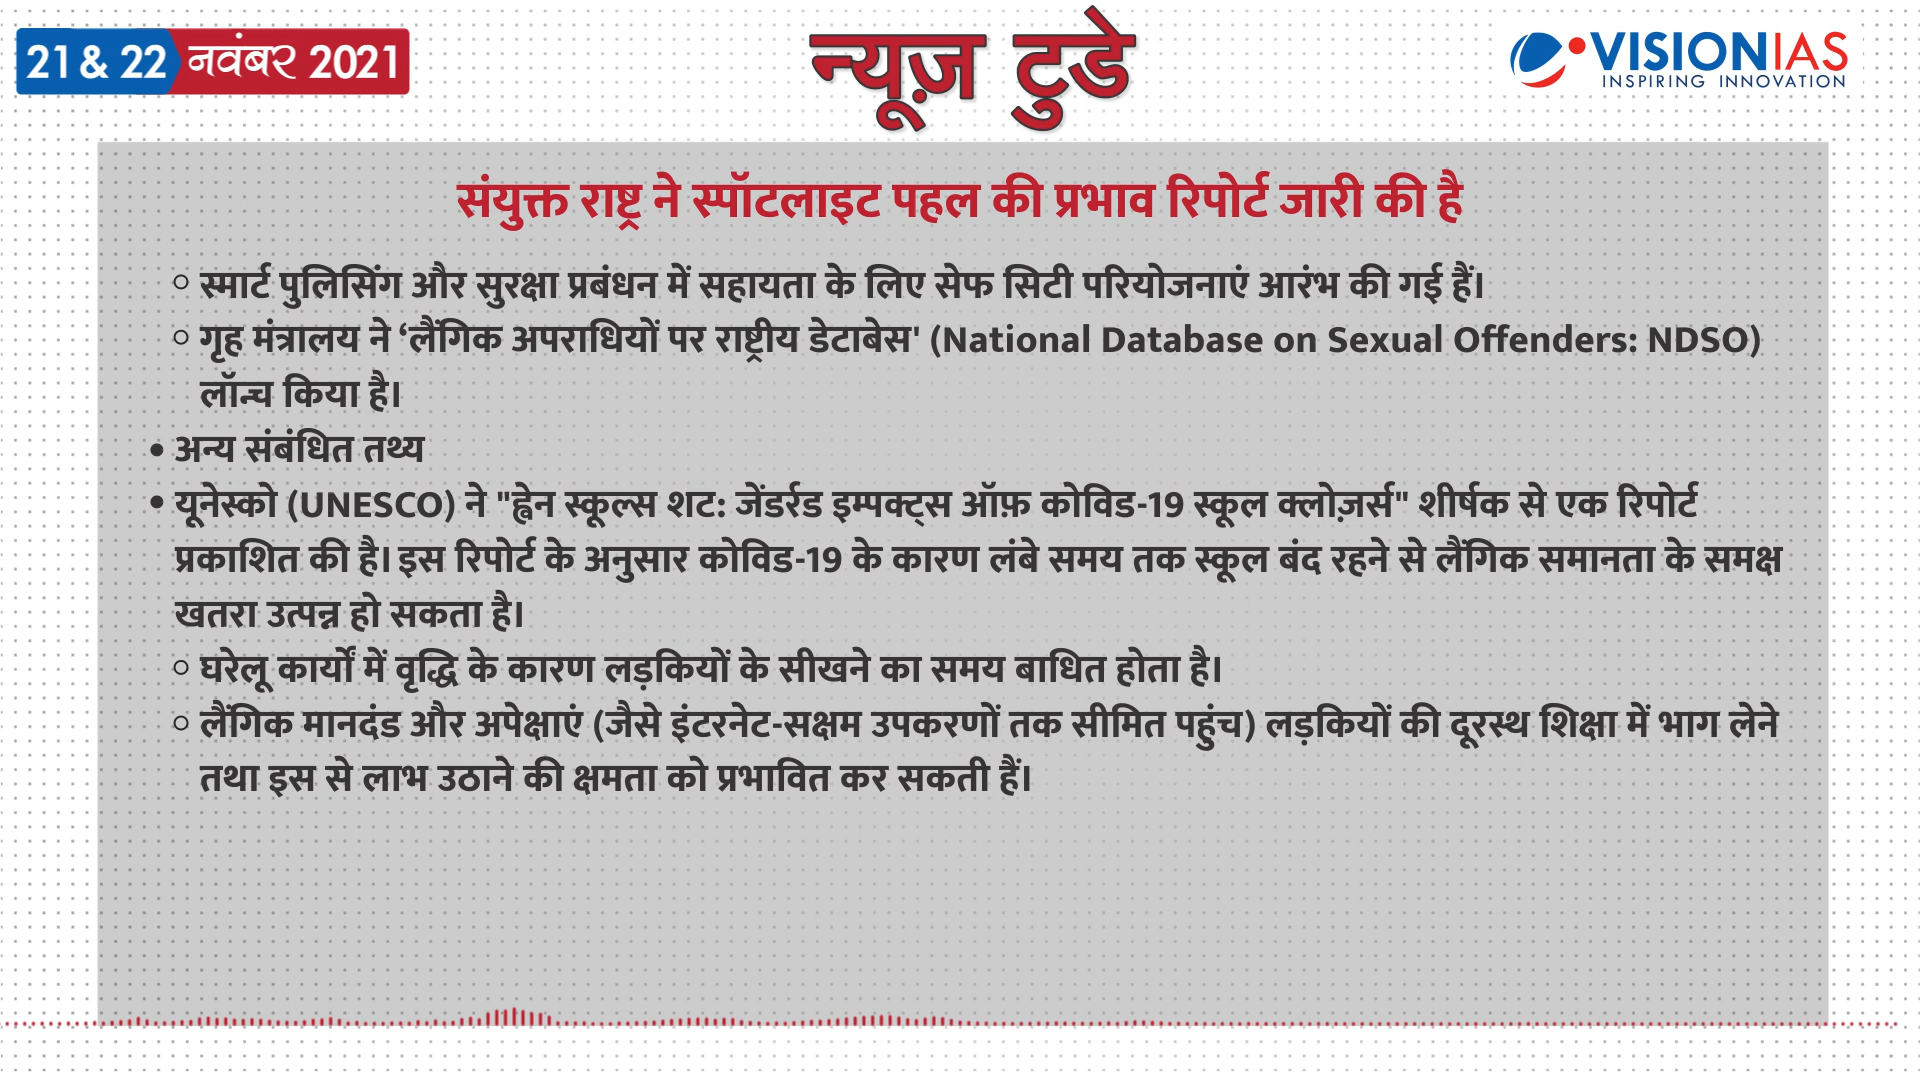 21 & 22 नवंबर 2021
न्यूज़ टुडे
VISIONIAS
INSPIRING INNOVATION
संयुक्त राष्ट्र ने स्पॉटलाइट पहल की प्रभाव रिपोर्ट जारी की है
○ स्मार्ट पुलिसिंग और सुरक्षा प्रबंधन में सहायता के लिए सेफ सिटी परियोजनाएं आरंभ की गई हैं।
○ गृह मंत्रालय ने ‘लैंगिक अपराधियों पर राष्ट्रीय डेटाबेस' (National Database on Sexual Offenders: NDSO)
लॉन्च किया है।
• अन्य संबंधित तथ्य
• यूनेस्को (UNESCO) ने "ह्वेन स्कूल्स शट: जेंडर्रड इम्पक्ट्स ऑफ़ कोविड-19 स्कूल क्लोज़र्स" शीर्षक से एक रिपोर्ट
प्रकाशित की है। इस रिपोर्ट के अनुसार कोविड-19 के कारण लंबे समय तक स्कूल बंद रहने से लैंगिक समानता के समक्ष
खतरा उत्पन्न हो सकता है।
○ घरेलू कार्यों में वृद्धि के कारण लड़कियों के सीखने का समय बाधित होता है।
○ लैंगिक मानदंड और अपेक्षाएं (जैसे इंटरनेट-सक्षम उपकरणों तक सीमित पहुंच) लड़कियों की दूरस्थ शिक्षा में भाग लेने
तथा इस से लाभ उठाने की क्षमता को प्रभावित कर सकती हैं।